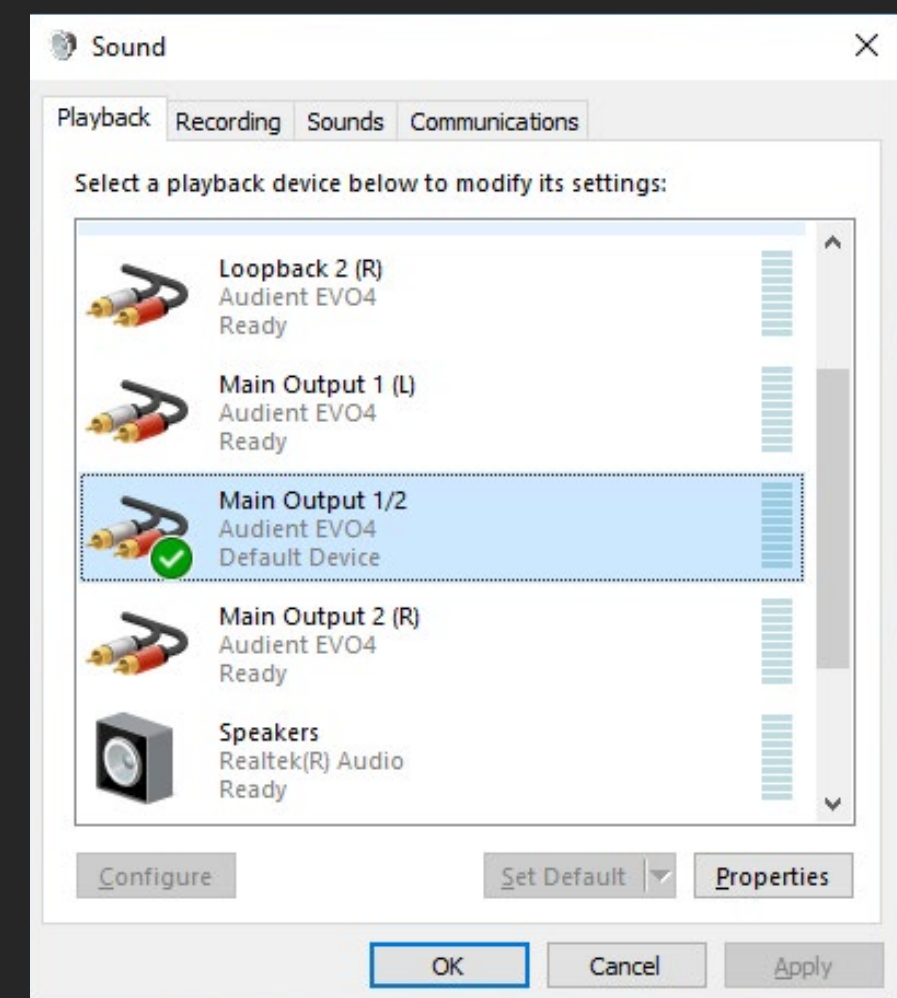 Sound
Playback Recording Sounds Communications
Select a playback device below to modify its settings:
Loopback 2 (R)
Audient EVO4
Ready
Main Output 1 (L)
Audient EVO4
Ready
Main Output 1/2
Audient EVO4
Default Device
Main Output 2 (R)
Audient EVO4
Ready
Speakers
Realtek(R) Audio
Ready
Configure Set Default Properties
OK Cancel Apply